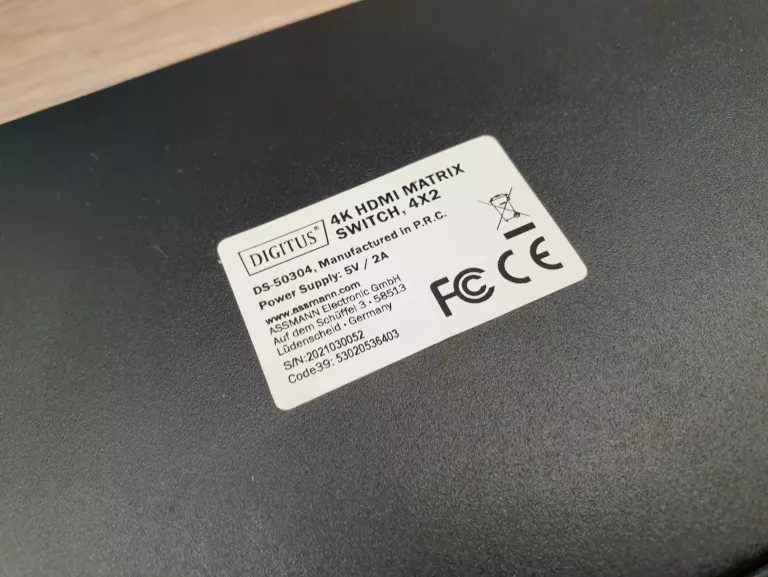 DIGITUS®
4K HDMI MATRIX
SWITCH, 4X2
DS-50304, Manufactured in P.R.C.
Power Supply: 5V / 2A
www.assmann.com
ASSMANN Electronic GmbH
Auf dem Schüffel 3 · 58513
Lüdenscheid · Germany
S/N:2021030052
Code39: 53020536403
FC CE